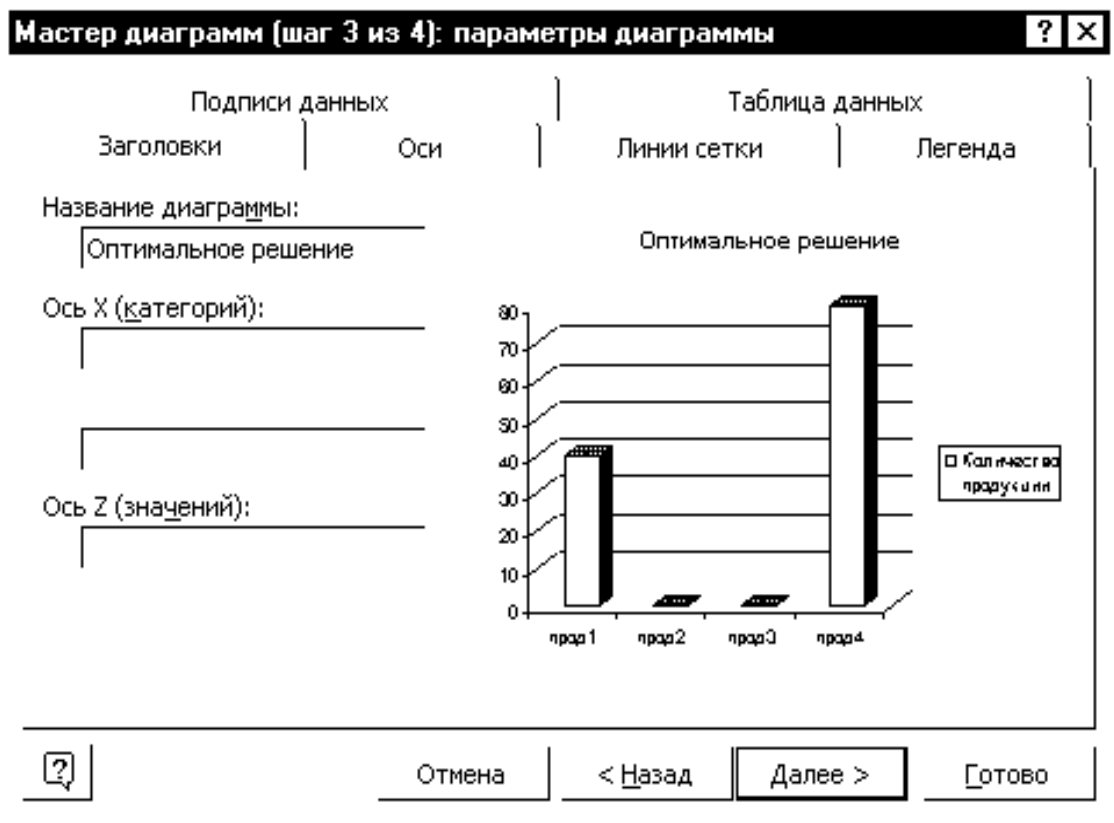 Мастер диаграмм (шаг 3 из 4): параметры диаграммы
Подписи данных
Таблица данных
Заголовки
Оси
Линии сетки
Легенда
Название диаграммы:
Оптимальное решение
Ось X (категорий):
Ось Z (значений):
Оптимальное решение
80
70
60
50
40
30
20
10
0
прод1
прод2
прод3
прод4
Количество
продукции
Отмена
< Назад
Далее >
Готово